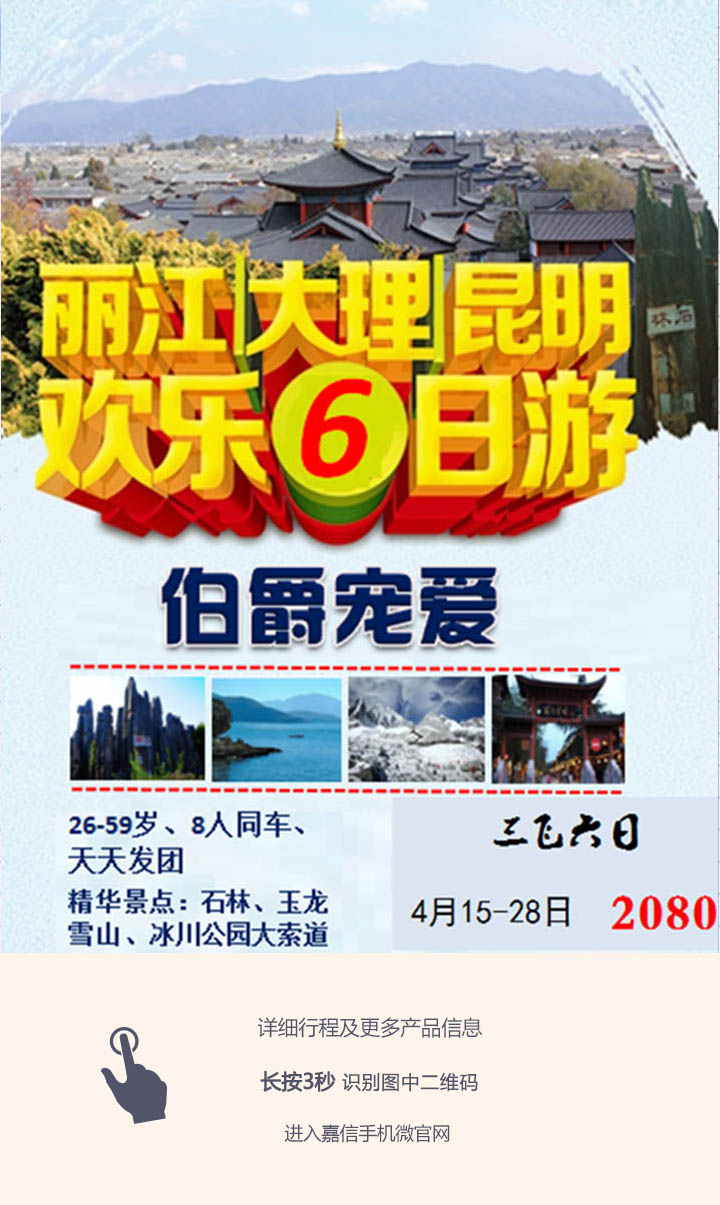 石林
丽江|大理|昆明
欢乐6日游
伯爵宠爱
26-59岁、8人同车、
天天发团
精华景点：石林、玉龙
雪山、冰川公园大索道
三飞六日
4月15-28日
2080
详细行程及更多产品信息
长按3秒 识别图中二维码
进入嘉信手机微官网